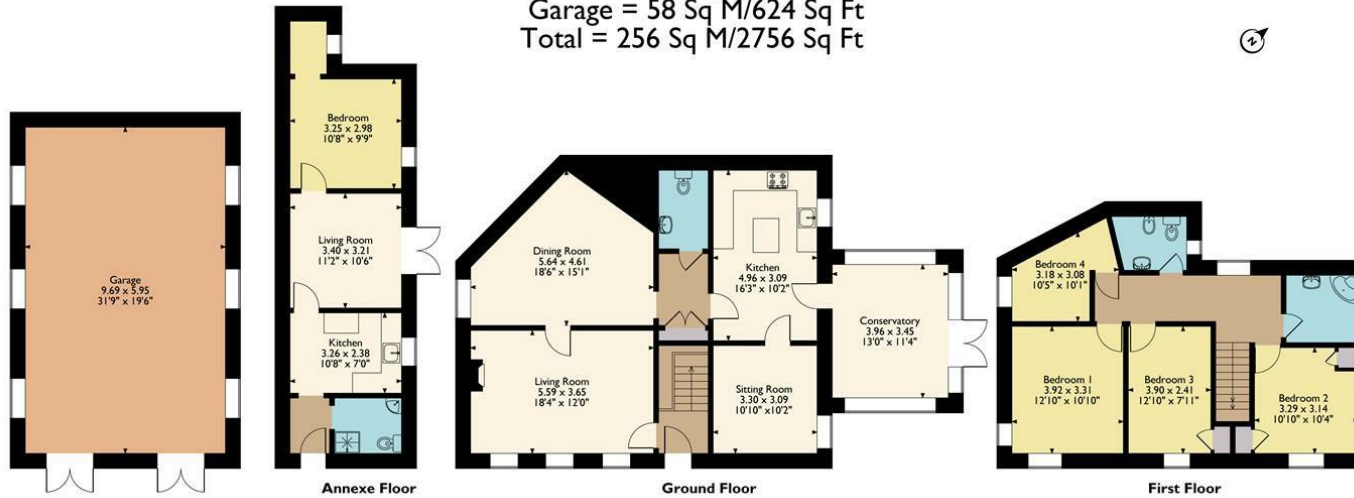 Garage = 58 Sq M/624 Sq Ft
Total = 256 Sq M/2756 Sq Ft
N
Garage
9.69 x 5.95
31'9" x 19'6"
Bedroom
3.25 x 2.98
10'8" x 9'9"
Living Room
3.40 x 3.21
11'2" x 10'6"
Kitchen
3.26 x 2.38
10'8" x 7'0"
Annexe Floor
Dining Room
5.64 x 4.61
18'6" x 15'1"
Kitchen
4.96 x 3.09
16'3" x 10'2"
Conservatory
3.96 x 3.45
13'0" x 11'4"
Living Room
5.59 x 3.65
18'4" x 12'0"
Sitting Room
3.30 x 3.09
10'10" x10'2"
Ground Floor
Bedroom 4
3.18 x 3.08
10'5" x 10'1"
Bedroom 1
3.92 x 3.31
12'10" x 10'10"
Bedroom 3
3.90 x 2.41
12'10" x 7'11"
Bedroom 2
3.29 x 3.14
10'10" x 10'4"
First Floor